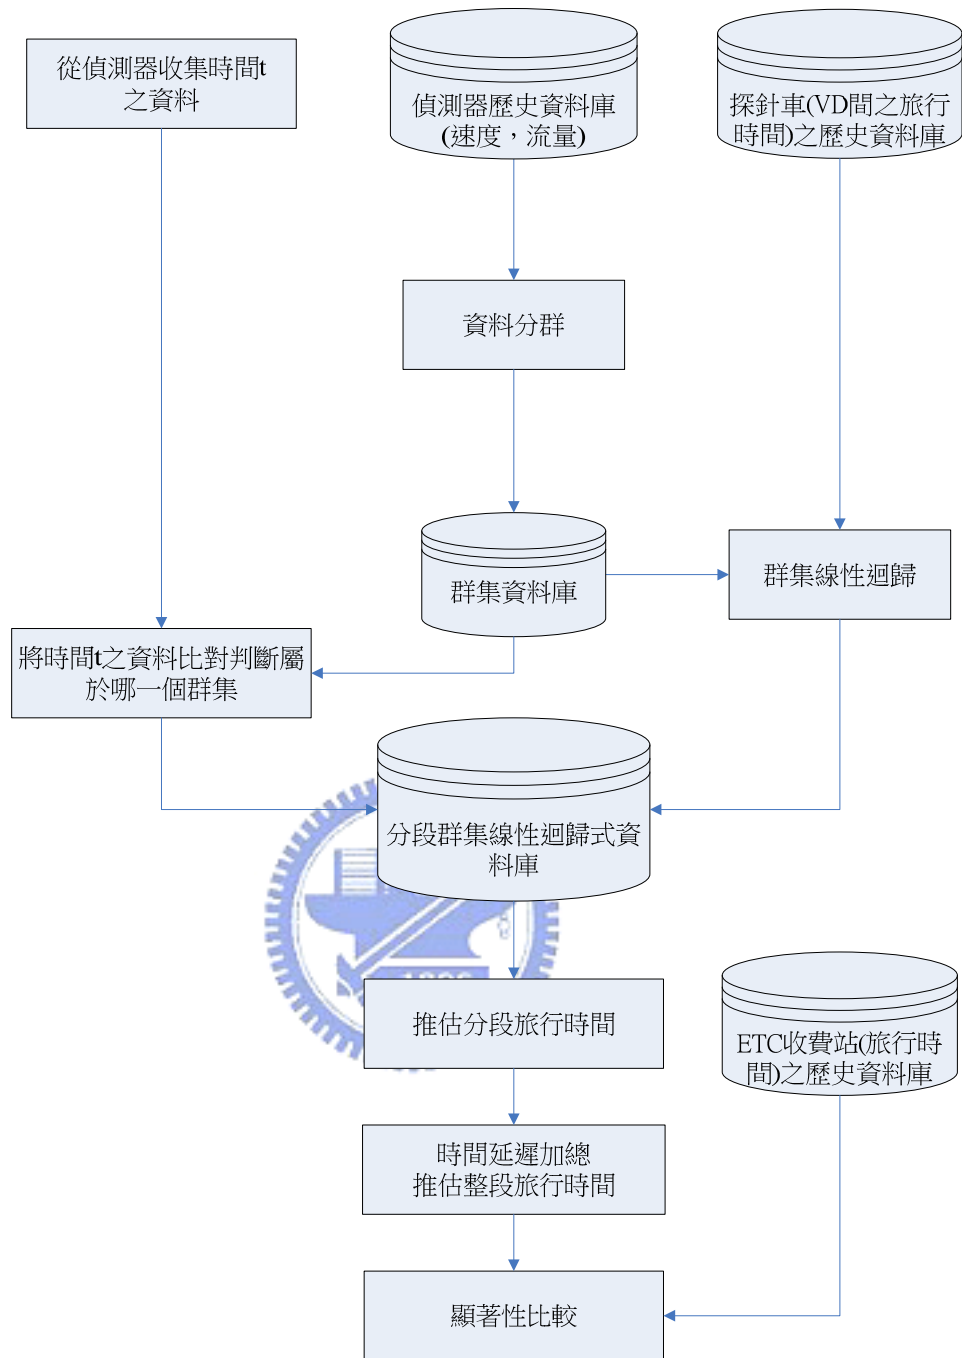 從偵測器收集時間t
之資料
偵測器歷史資料庫
(速度，流量)
探針車(VD間之旅行
時間)之歷史資料庫
資料分群
群集資料庫
群集線性迴歸
將時間t之資料比對判斷屬
於哪一個群集
分段群集線性迴歸式資
料庫
推估分段旅行時間
ETC收費站(旅行時
間)之歷史資料庫
時間延遲加總
推估整段旅行時間
顯著性比較